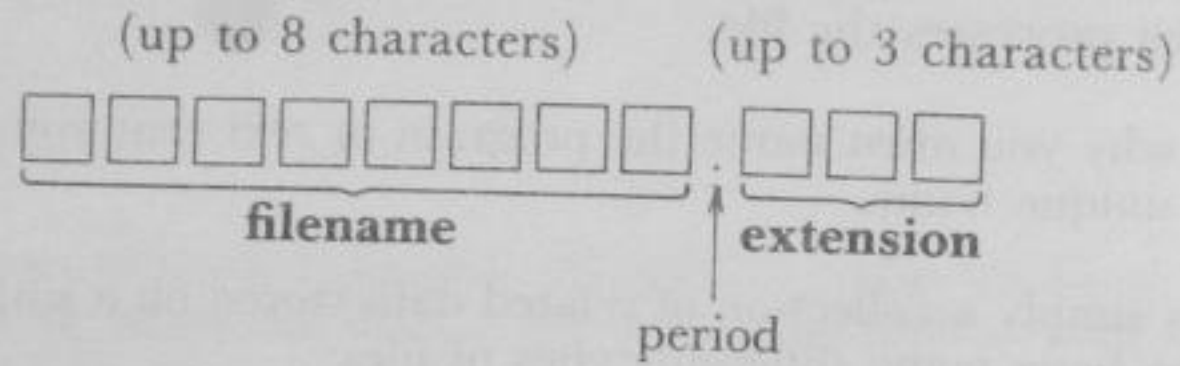 (up to 8 characters) (up to 3 characters)
.
filename extension
period